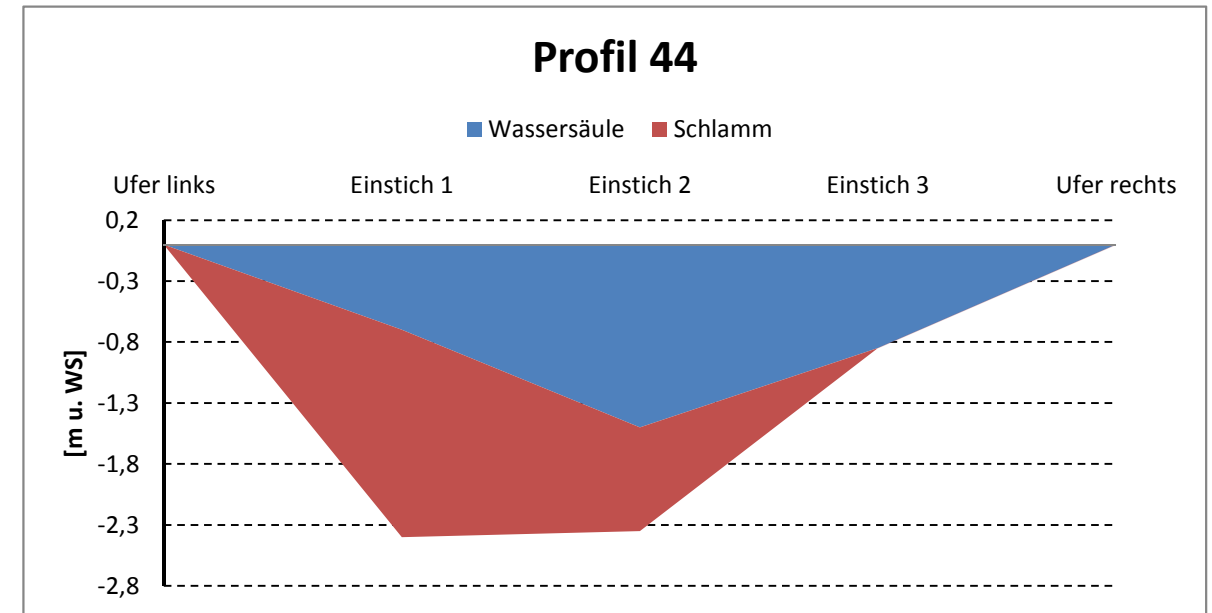 Profil 44
Wassersäule Schlamm
Ufer links Einstich 1 Einstich 2 Einstich 3 Ufer rechts
0,2
-0,3
-0,8
-1,3
-1,8
-2,3
-2,8
[m u. WS]